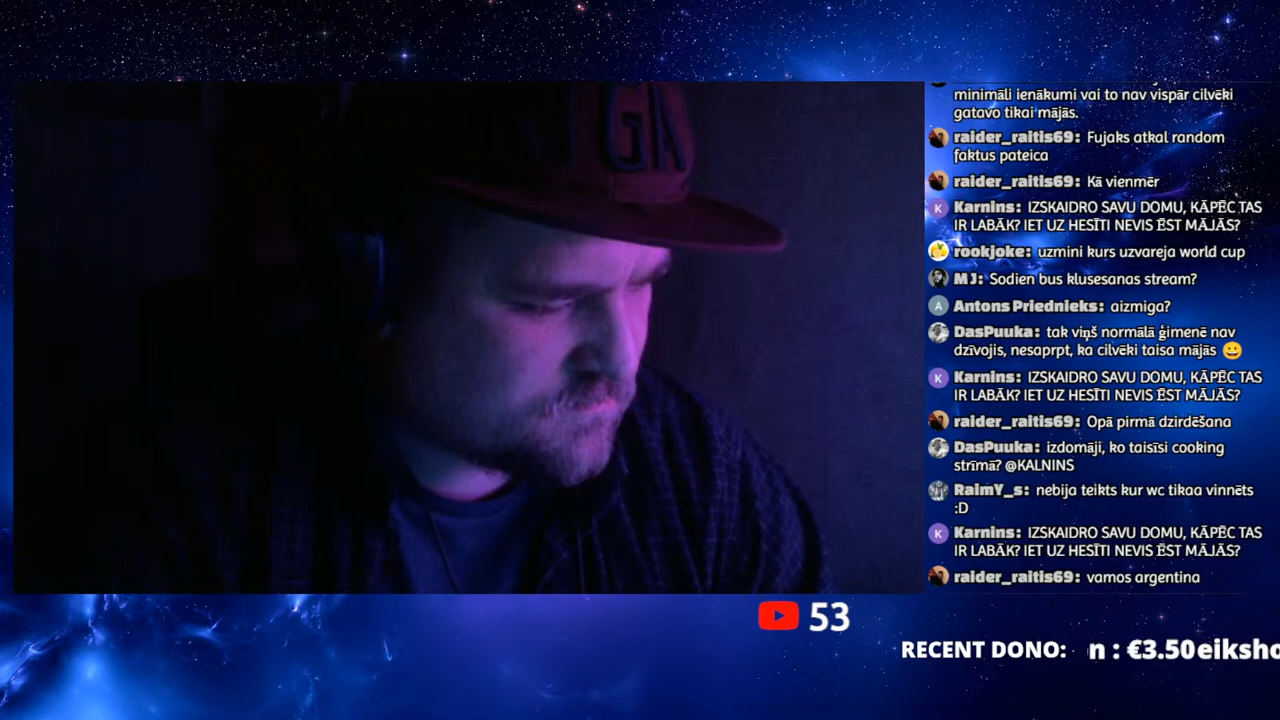 GA
minimāli ienākumi vai to nav vispār cilvēki
gatavo tikai mājās.
raider_raitis69: Fujaks atkal random
faktus pateica
raider_raitis69: Kā vienmēr
K Karnins: IZSKAIDRO SAVU DOMU, KĀPĒC TAS
IR LABĀK? IET UZ HESĪTI NEVIS ĒST MĀJĀS?
rookjoke: uzmini kurs uzvareja world cup
M J: Sodien bus klusesanas stream?
A Antons Priednieks: aizmiga?
DasPuuka: tak viņš normālā ģimenē nav
dzīvojis, nesaprpt, ka cilvēki taisa mājās 😀
K Karnins: IZSKAIDRO SAVU DOMU, KĀPĒC TAS
IR LABĀK? IET UZ HESĪTI NEVIS ĒST MĀJĀS?
raider_raitis69: Opā pirmā dzirdēšana
DasPuuka: izdomāji, ko taisīsi cooking
strīmā? @KALNINS
RaimY_s: nebija teikts kur wc tikaa vinnēts
:D
K Karnins: IZSKAIDRO SAVU DOMU, KĀPĒC TAS
IR LABĀK? IET UZ HESĪTI NEVIS ĒST MĀJĀS?
raider_raitis69: vamos argentina
53
RECENT DONO: n : €3.50 eiksho